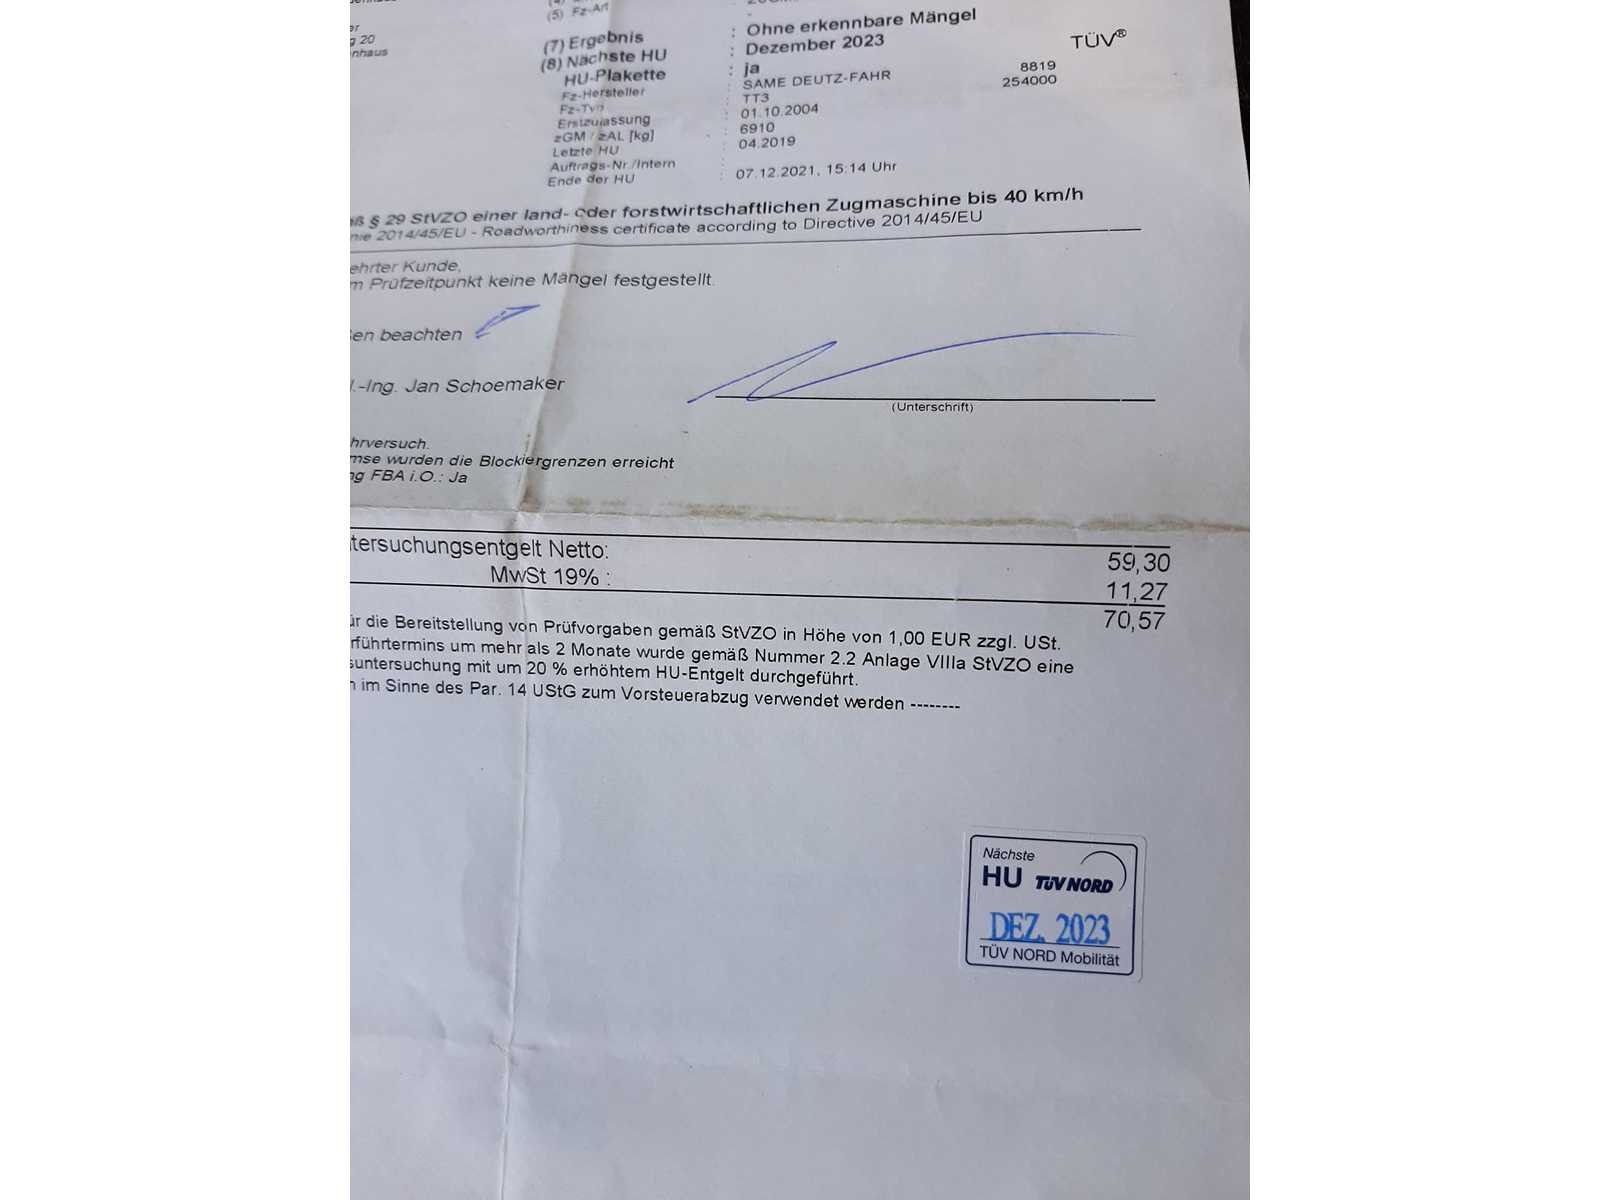 (5) Fz-Art
g 20
nhaus
(7) Ergebnis : Ohne erkennbare Mängel
(8) Nächste HU : Dezember 2023
TÜV®
HU-Plakette : ja
Fz-Hersteller : SAME DEUTZ-FAHR 8819
Fz-Typ : TT3 254000
Erstzulassung : 01.10.2004
zGM / zAL [kg] : 6910
Letzte HU : 04.2019
Auftrags-Nr./Intern :
Ende der HU : 07.12.2021, 15:14 Uhr
äß § 29 StVZO einer land- oder forstwirtschaftlichen Zugmaschine bis 40 km/h
nie 2014/45/EU - Roadworthiness certificate according to Directive 2014/45/EU
ehrter Kunde,
m Prüfzeitpunkt keine Mängel festgestellt.
en beachten
l.-Ing. Jan Schoemaker
(Unterschrift)
hrversuch.
mse wurden die Blockiergrenzen erreicht
ng FBA i.O.: Ja
tersuchungsentgelt Netto: 59,30
MwSt 19% : 11,27
70,57
ür die Bereitstellung von Prüfvorgaben gemäß StVZO in Höhe von 1,00 EUR zzgl. USt.
rführtermins um mehr als 2 Monate wurde gemäß Nummer 2.2 Anlage VIIIa StVZO eine
suntersuchung mit um 20 % erhöhtem HU-Entgelt durchgeführt.
n im Sinne des Par. 14 UStG zum Vorsteuerabzug verwendet werden --------
Nächste
HU TÜV NORD
DEZ. 2023
TÜV NORD Mobilität